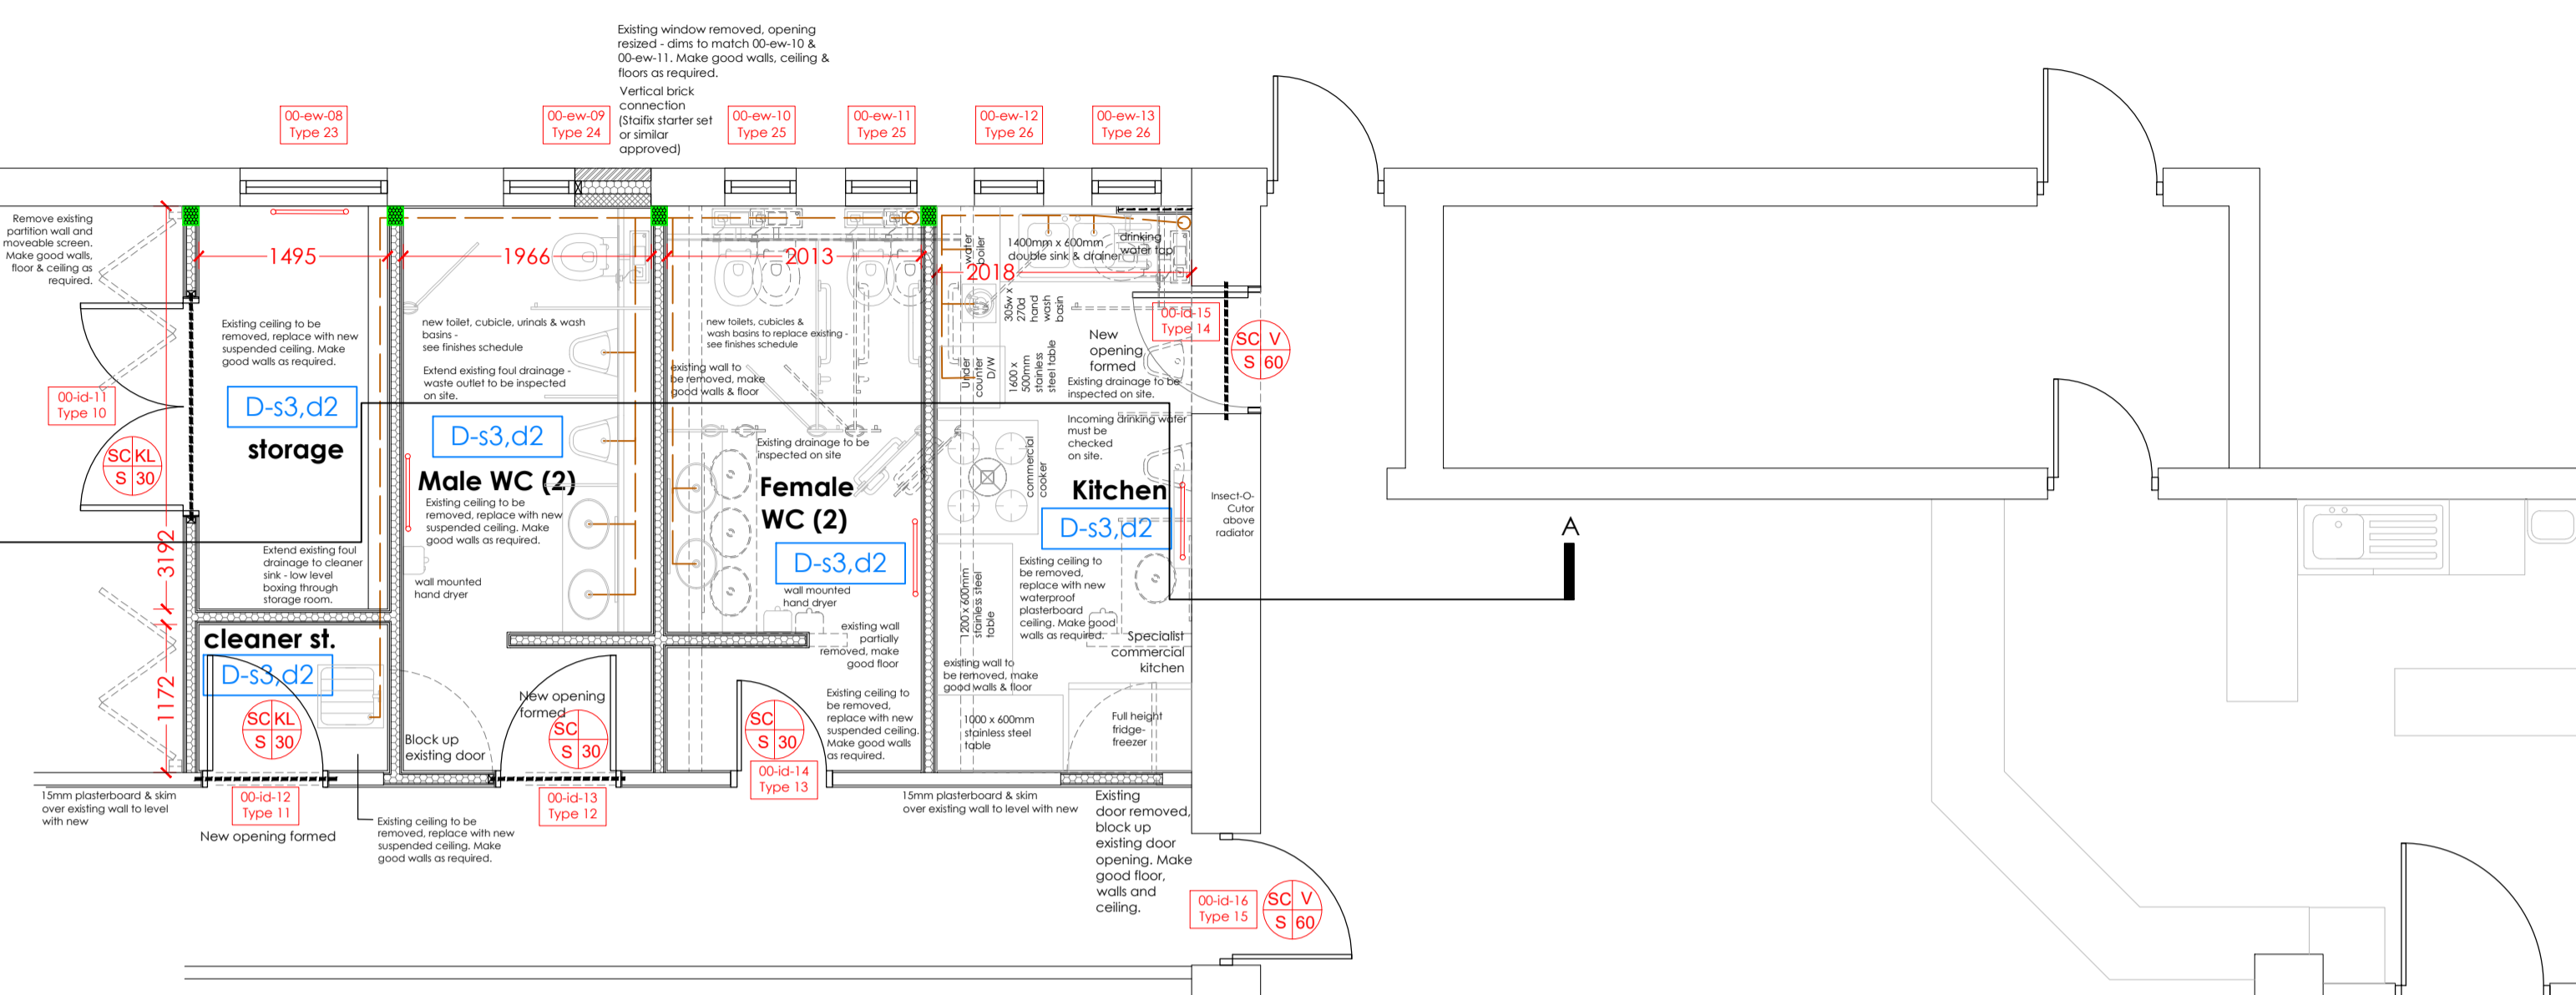 Existing window removed, opening
resized - dims to match 00-ew-10 &
00-ew-11. Make good walls, ceiling &
floors as required.
Vertical brick
connection
(Staifix starter set
or similar
approved)
00-ew-08
Type 23
00-ew-09
Type 24
00-ew-10
Type 25
00-ew-11
Type 25
00-ew-12
Type 26
00-ew-13
Type 26
Remove existing
partition wall and
moveable screen.
Make good walls,
floor & ceiling as
required.
1495
1966
2013
2018
water
boiler
1400mm x 600mm
double sink & drainer
drinking
water tap
305w x
270d
hand
wash
basin
00-id-15
Type 14
SC V
S 60
Existing ceiling to be
removed, replace with new
suspended ceiling. Make
good walls as required.
new toilet, cubicle, urinals & wash
basins -
see finishes schedule
Extend existing foul drainage -
waste outlet to be inspected
on site.
new toilets, cubicles &
wash basins to replace existing -
see finishes schedule
existing wall to
be removed, make
good walls & floor
Under
counter
D/W
1600 x
500mm
stainless
steel table
New
opening
formed
Existing drainage to be
inspected on site.
Incoming drinking water
must be
checked
on site.
00-id-11
Type 10
SC KL
S 30
D-s3,d2
storage
D-s3,d2
Male WC (2)
Existing ceiling to be
removed, replace with new
suspended ceiling. Make
good walls as required.
Existing drainage to be
inspected on site
Female
WC (2)
D-s3,d2
commercial
cooker
Kitchen
D-s3,d2
Insect-O-
Cutor
above
radiator
A
3192
Extend existing foul
drainage to cleaner
sink - low level
boxing through
storage room.
wall mounted
hand dryer
wall mounted
hand dryer
1200 x 600mm
stainless steel
table
Existing ceiling to
be removed,
replace with new
waterproof
plasterboard
ceiling. Make good
walls as required.
Specialist
commercial
kitchen
existing wall
partially
removed, make
good floor
existing wall to
be removed, make
good walls & floor
cleaner st.
D-s3,d2
1172
SC KL
S 30
New opening
formed
SC
S 30
Block up
existing door
SC
S 30
Existing ceiling to
be removed,
replace with new
suspended ceiling.
Make good walls
as required.
1000 x 600mm
stainless steel
table
Full height
fridge-
freezer
15mm plasterboard & skim
over existing wall to level
with new
00-id-12
Type 11
New opening formed
Existing ceiling to be
removed, replace with new
suspended ceiling. Make
good walls as required.
00-id-13
Type 12
00-id-14
Type 13
15mm plasterboard & skim
over existing wall to level with new
Existing
door removed,
block up
existing door
opening. Make
good floor,
walls and
ceiling.
00-id-16
Type 15
SC V
S 60